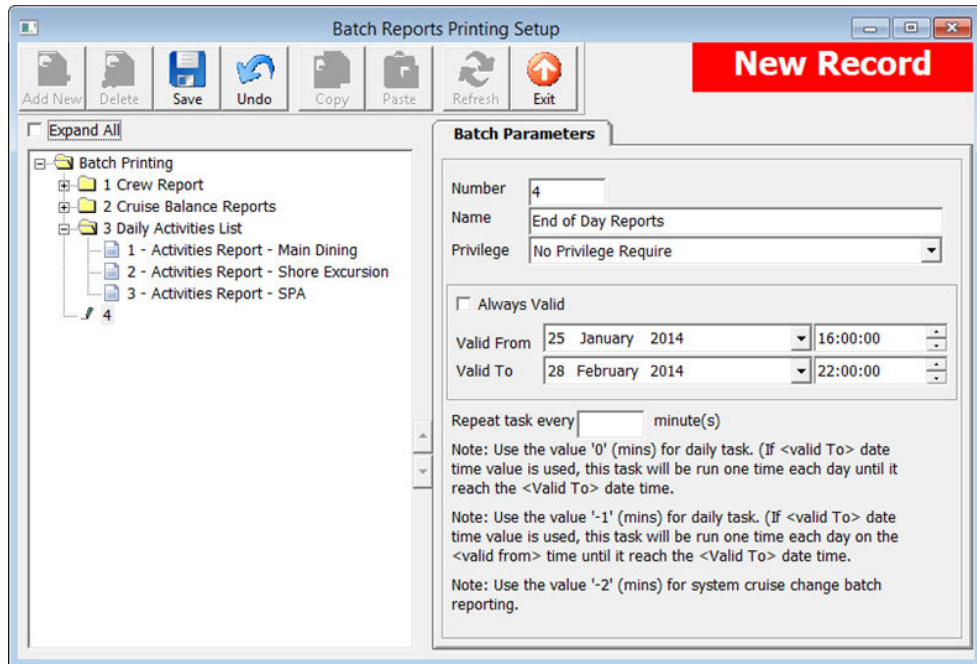 Batch Reports Printing Setup
Add New Delete Save Undo Copy Paste Refresh Exit
New Record
Expand All
Batch Printing
1 Crew Report
2 Cruise Balance Reports
3 Daily Activities List
1 - Activities Report - Main Dining
2 - Activities Report - Shore Excursion
3 - Activities Report - SPA
4
Batch Parameters
Number 4
Name End of Day Reports
Privilege No Privilege Require
Always Valid
Valid From 25 January 2014 16:00:00
Valid To 28 February 2014 22:00:00
Repeat task every minute(s)
Note: Use the value '0' (mins) for daily task. (If <valid To> date
time value is used, this task will be run one time each day until it
reach the <Valid To> date time.
Note: Use the value '-1' (mins) for daily task. (If <valid To> date
time value is used, this task will be run one time each day on the
<valid from> time until it reach the <Valid To> date time.
Note: Use the value '-2' (mins) for system cruise change batch
reporting.